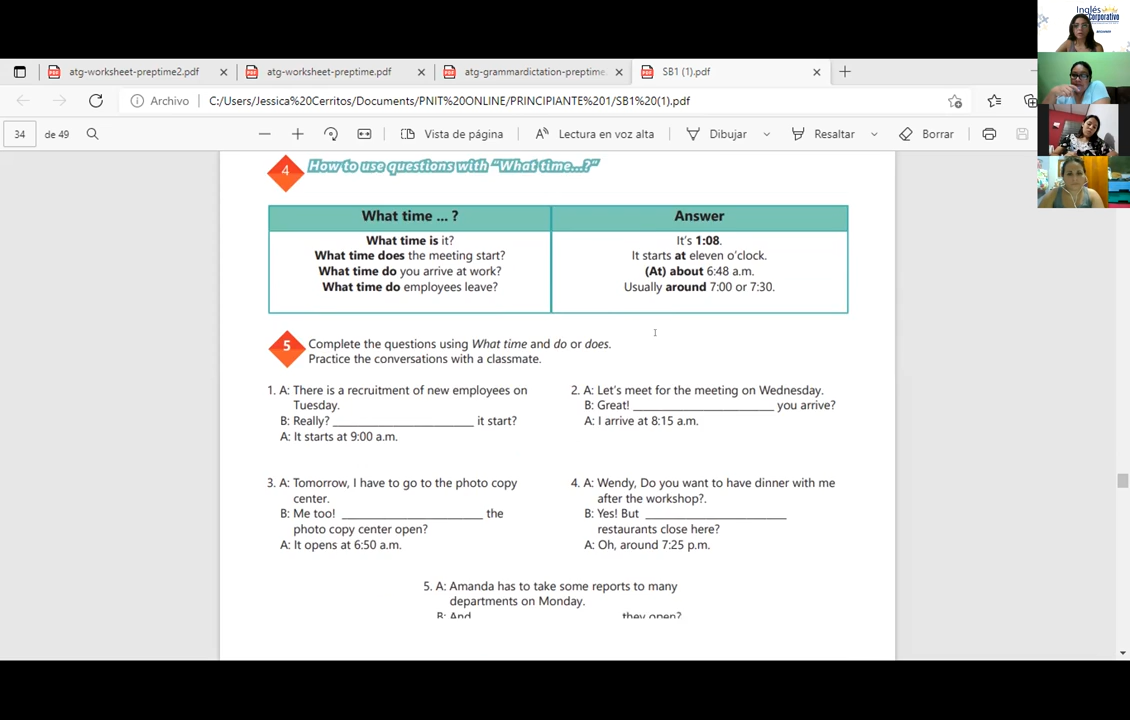 Inglés
Corporativo
atg-worksheet-preptime2.pdf
atg-worksheet-preptime.pdf
atg-grammardictation-preptime.
SB1 (1).pdf
Archivo
C:/Users/Jessica%20Cerritos/Documents/PNIT%20ONLINE/PRINCIPIANTE%201/SB1%20(1).pdf
34
de 49
Vista de página
Lectura en voz alta
Dibujar
Resaltar
Borrar
4
How to use questions with “What time...?”
What time ... ?
Answer
What time is it?
It's 1:08.
What time does the meeting start?
It starts at eleven o'clock.
What time do you arrive at work?
(At) about 6:48 a.m.
What time do employees leave?
Usually around 7:00 or 7:30.
5
Complete the questions using What time and do or does.
Practice the conversations with a classmate.
1. A: There is a recruitment of new employees on
Tuesday.
B: Really? ______________________ it start?
A: It starts at 9:00 a.m.
2. A: Let's meet for the meeting on Wednesday.
B: Great! ______________________ you arrive?
A: I arrive at 8:15 a.m.
3. A: Tomorrow, I have to go to the photo copy
center.
B: Me too! ______________________ the
photo copy center open?
A: It opens at 6:50 a.m.
4. A: Wendy, Do you want to have dinner with me
after the workshop?.
B: Yes! But ______________________
restaurants close here?
A: Oh, around 7:25 p.m.
5. A: Amanda has to take some reports to many
departments on Monday.
B: And ______________________ they open?